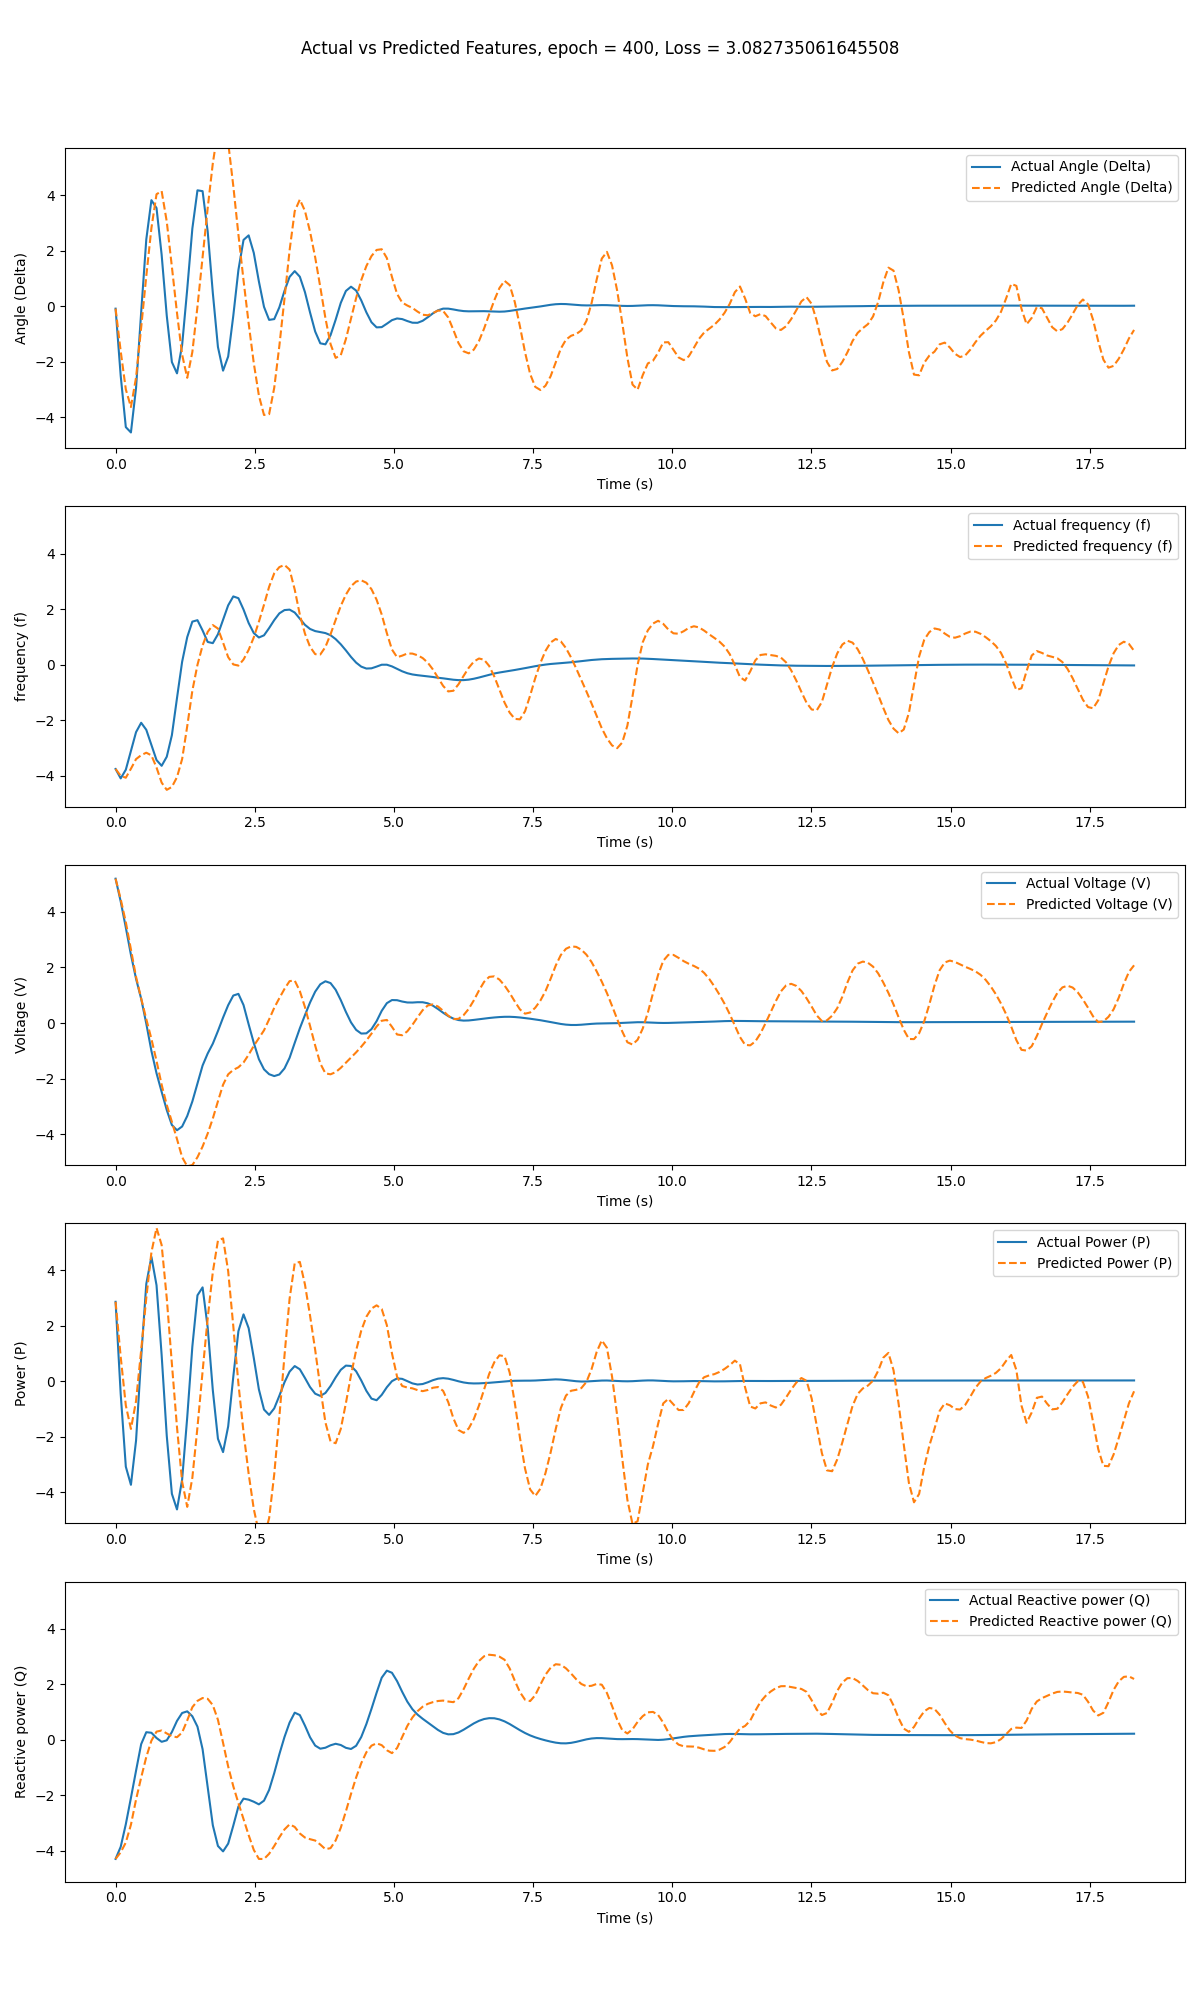 Actual vs Predicted Features, epoch = 400, Loss = 3.082735061645508
Actual Angle (Delta)
Predicted Angle (Delta)
Angle (Delta)
4
2
0
−2
−4
0.0 2.5 5.0 7.5 10.0 12.5 15.0 17.5
Time (s)
Actual frequency (f)
Predicted frequency (f)
frequency (f)
4
2
0
−2
−4
0.0 2.5 5.0 7.5 10.0 12.5 15.0 17.5
Time (s)
Actual Voltage (V)
Predicted Voltage (V)
Voltage (V)
4
2
0
−2
−4
0.0 2.5 5.0 7.5 10.0 12.5 15.0 17.5
Time (s)
Actual Power (P)
Predicted Power (P)
Power (P)
4
2
0
−2
−4
0.0 2.5 5.0 7.5 10.0 12.5 15.0 17.5
Time (s)
Actual Reactive power (Q)
Predicted Reactive power (Q)
Reactive power (Q)
4
2
0
−2
−4
0.0 2.5 5.0 7.5 10.0 12.5 15.0 17.5
Time (s)